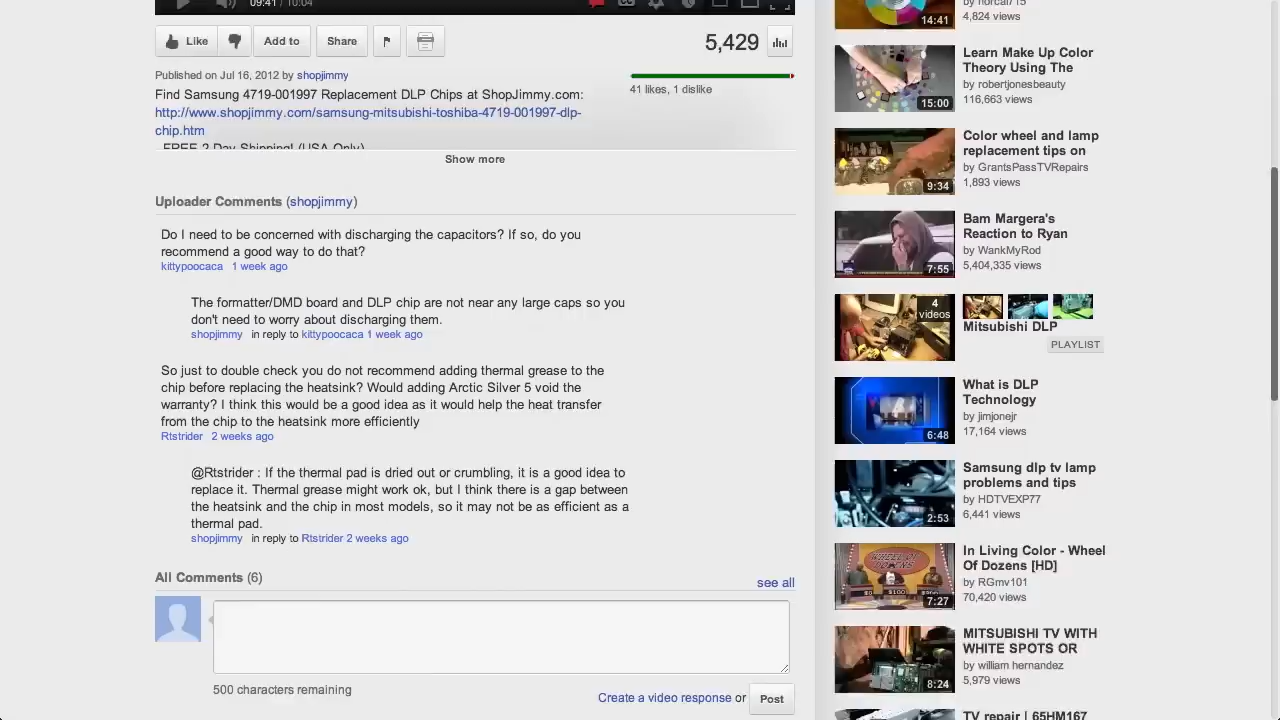 09:41 / 10:04
Like
Add to
Share
5,429
Published on Jul 16, 2012 by shopjimmy
41 likes, 1 dislike
Find Samsung 4719-001997 Replacement DLP Chips at ShopJimmy.com:
http://www.shopjimmy.com/samsung-mitsubishi-toshiba-4719-001997-dlp-
chip.htm
- FREE 2 Day Shipping! (USA Only)
Show more
Uploader Comments (shopjimmy)
Do I need to be concerned with discharging the capacitors? If so, do you
recommend a good way to do that?
kittypoocaca 1 week ago
The formatter/DMD board and DLP chip are not near any large caps so you
don't need to worry about discharging them.
shopjimmy in reply to kittypoocaca 1 week ago
So just to double check you do not recommend adding thermal grease to the
chip before replacing the heatsink? Would adding Arctic Silver 5 void the
warranty? I think this would be a good idea as it would help the heat transfer
from the chip to the heatsink more efficiently
Rtstrider 2 weeks ago
@Rtstrider : If the thermal pad is dried out or crumbling, it is a good idea to
replace it. Thermal grease might work ok, but I think there is a gap between
the heatsink and the chip in most models, so it may not be as efficient as a
thermal pad.
shopjimmy in reply to Rtstrider 2 weeks ago
All Comments (6)
see all
500 characters remaining
Create a video response or
Post
14:41
by norcal715
4,824 views
15:00
Learn Make Up Color
Theory Using The
by robertjonesbeauty
116,663 views
9:34
Color wheel and lamp
replacement tips on
by GrantsPassTVRepairs
1,893 views
7:55
Bam Margera's
Reaction to Ryan
by WankMyRod
5,404,335 views
4
videos
Mitsubishi DLP
PLAYLIST
6:48
What is DLP
Technology
by jimjonejr
17,164 views
2:53
Samsung dlp tv lamp
problems and tips
by HDTVEXP77
6,441 views
WHEEL OF
DOZENS
7:27
In Living Color - Wheel
Of Dozens [HD]
by RGmv101
70,420 views
8:24
MITSUBISHI TV WITH
WHITE SPOTS OR
by william hernandez
5,979 views
TV repair | 65HM167